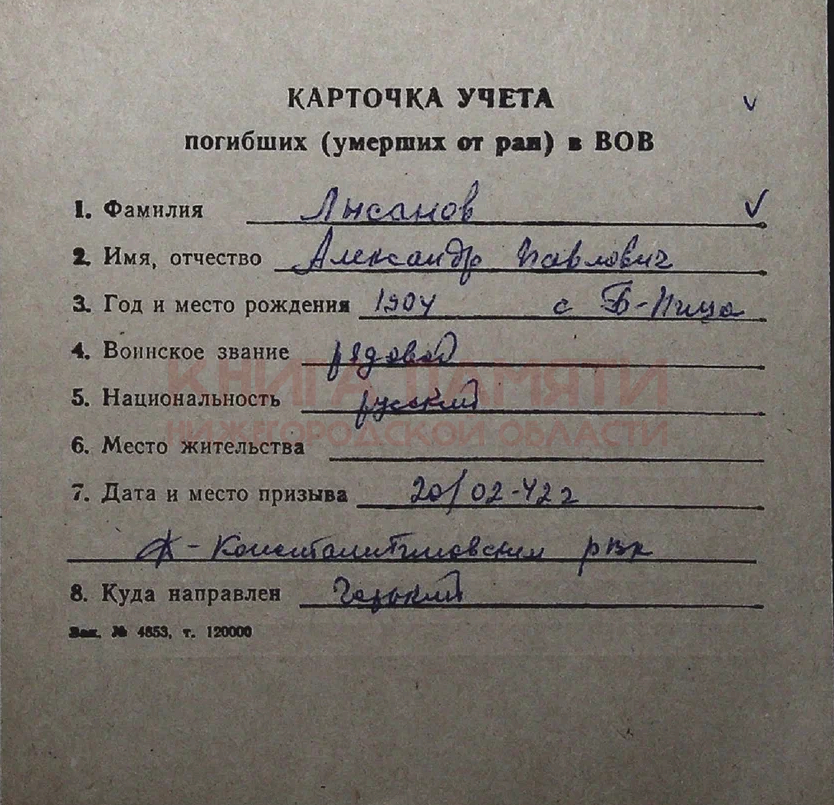 КАРТОЧКА УЧЕТА
погибших (умерших от ран) в ВОВ
1. Фамилия Лысанов
2. Имя, отчество Александр Павлович
3. Год и место рождения 1904 с Б-Пица
4. Воинское звание рядовой
КНИГА ПАМЯТИ
5. Национальность русский
НИЖЕГОРОДСКОЙ ОБЛАСТИ
6. Место жительства
7. Дата и место призыва 20/02-42г
Д-Константиновским рвк
8. Куда направлен Горький
Зак. № 4853, т. 120000